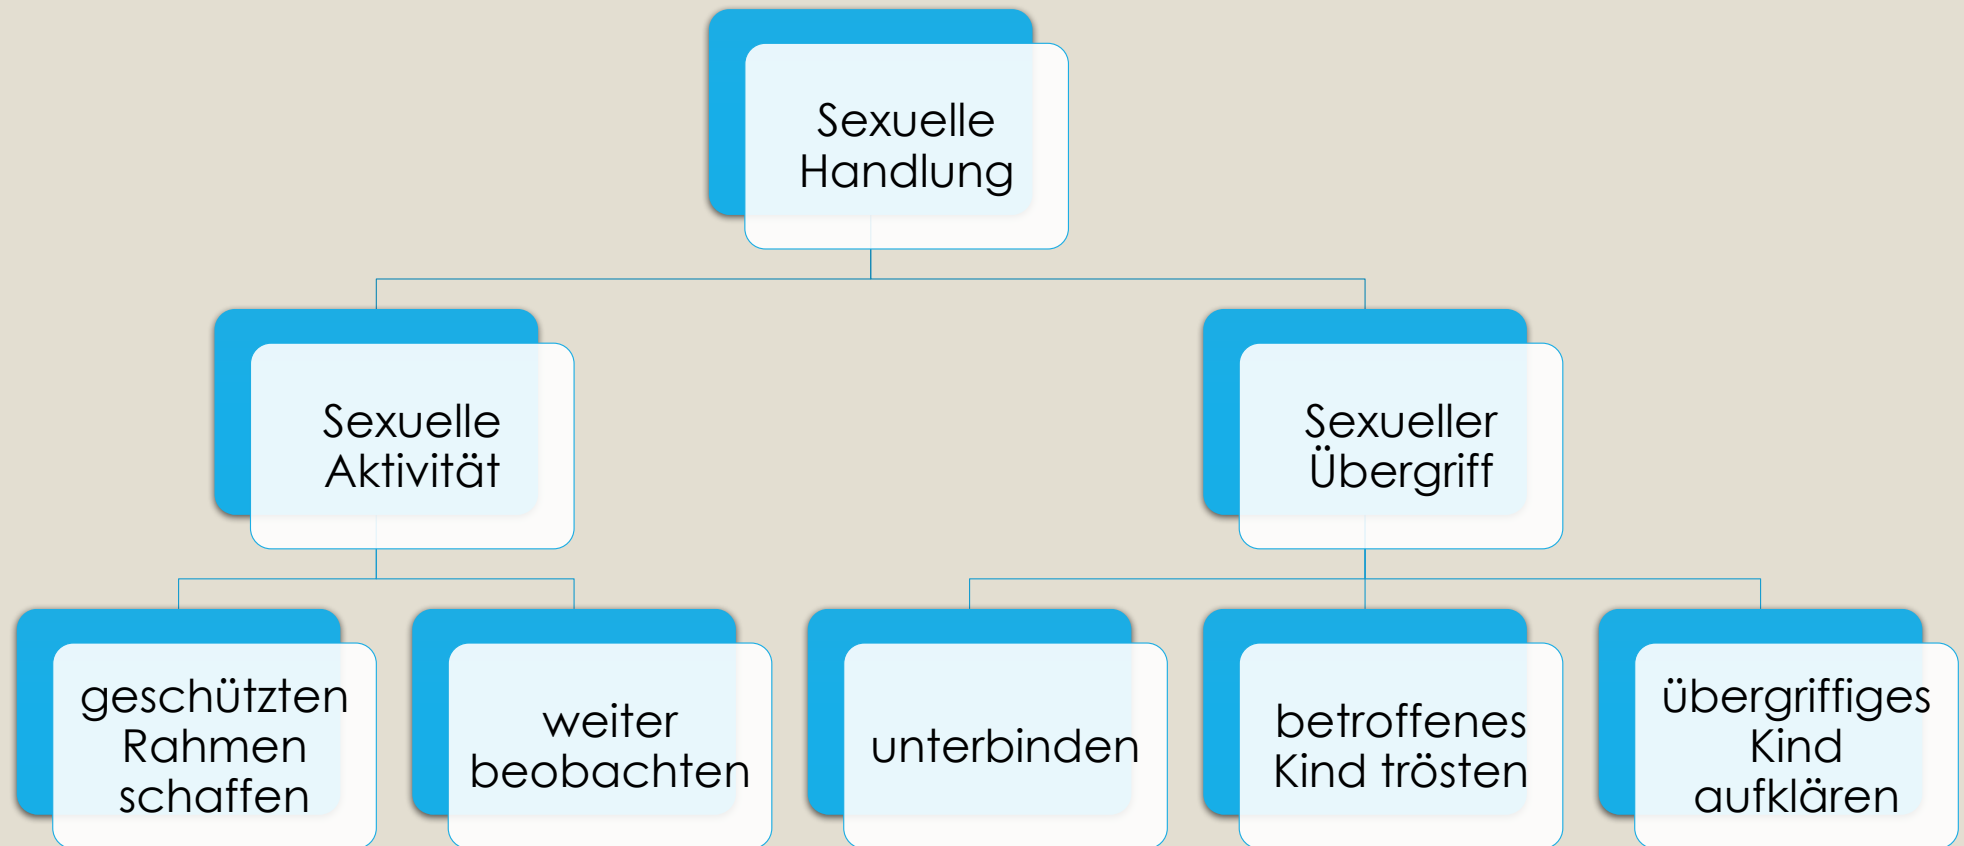 Sexuelle
Handlung
Sexuelle
Aktivität
Sexueller
Übergriff
geschützten
Rahmen
schaffen
weiter
beobachten
unterbinden
betroffenes
Kind trösten
übergriffiges
Kind
aufklären